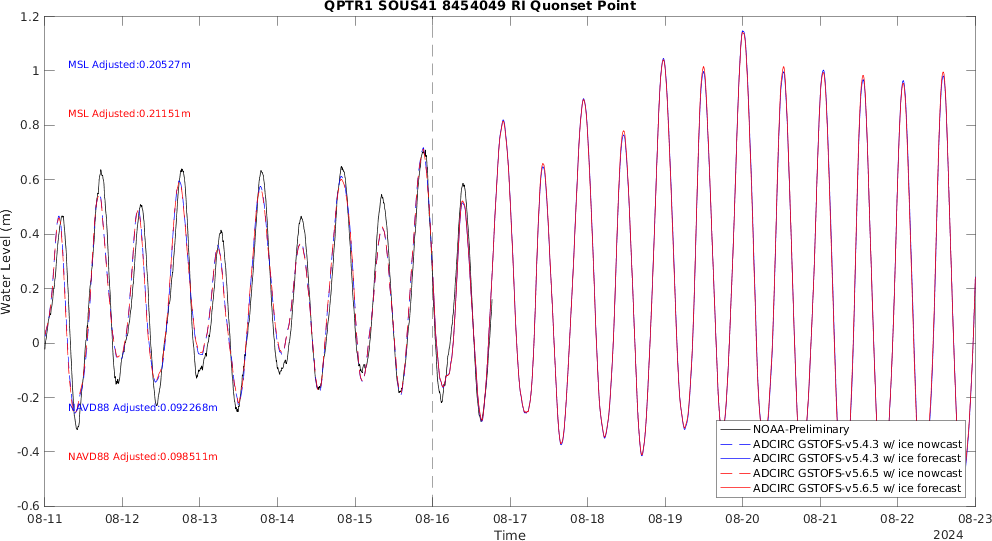 QPTR1 SOUS41 8454049 RI Quonset Point
1.2
1
0.8
0.6
0.4
0.2
0
-0.2
-0.4
-0.6
Water Level (m)
MSL Adjusted:0.20527m
MSL Adjusted:0.21151m
NAVD88 Adjusted:0.092268m
NAVD88 Adjusted:0.098511m
NOAA-Preliminary
ADCIRC GSTOFS-v5.4.3 w/ ice nowcast
ADCIRC GSTOFS-v5.4.3 w/ ice forecast
ADCIRC GSTOFS-v5.6.5 w/ ice nowcast
ADCIRC GSTOFS-v5.6.5 w/ ice forecast
08-11 08-12 08-13 08-14 08-15 08-16 08-17 08-18 08-19 08-20 08-21 08-22 08-23
Time
2024